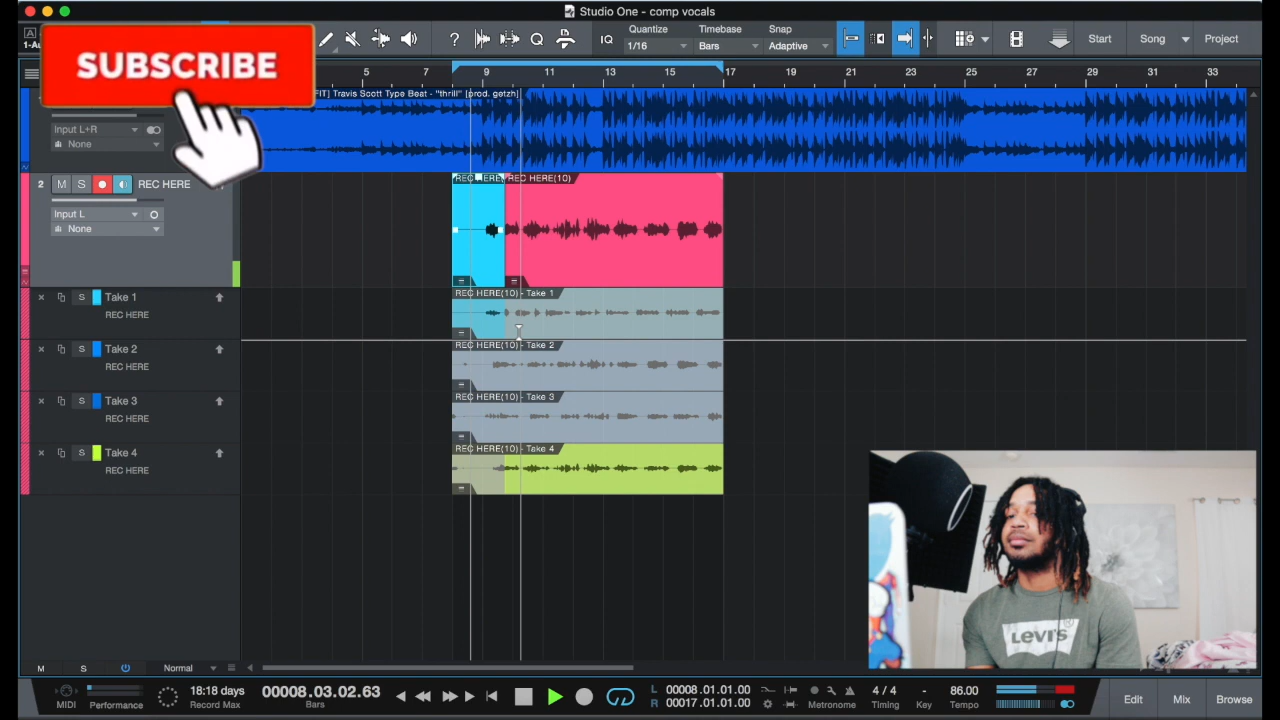 Studio One - comp vocals
SUBSCRIBE
Quantize
Timebase
Snap
IQ
1/16
Bars
Adaptive
Start
Song
Project
5 7 9 11 13 15 17 19 21 23 25 27 29 31 33
Travis Scott Type Beat - "thrill" [prod. getzh]
Input L+R
None
2 M S REC HERE
REC HERE(10)
Input L
None
S Take 1
REC HERE
REC HERE(10) - Take 1
S Take 2
REC HERE
REC HERE(10) - Take 2
S Take 3
REC HERE
REC HERE(10) - Take 3
S Take 4
REC HERE
REC HERE(10) - Take 4
LEVI'S
M S Normal
MIDI
Performance
18:18 days
Record Max
00008.03.02.63
Bars
L 00008.01.01.00
R 00017.01.01.00
Metronome
4 / 4
Timing
-
Key
86.00
Tempo
Edit
Mix
Browse